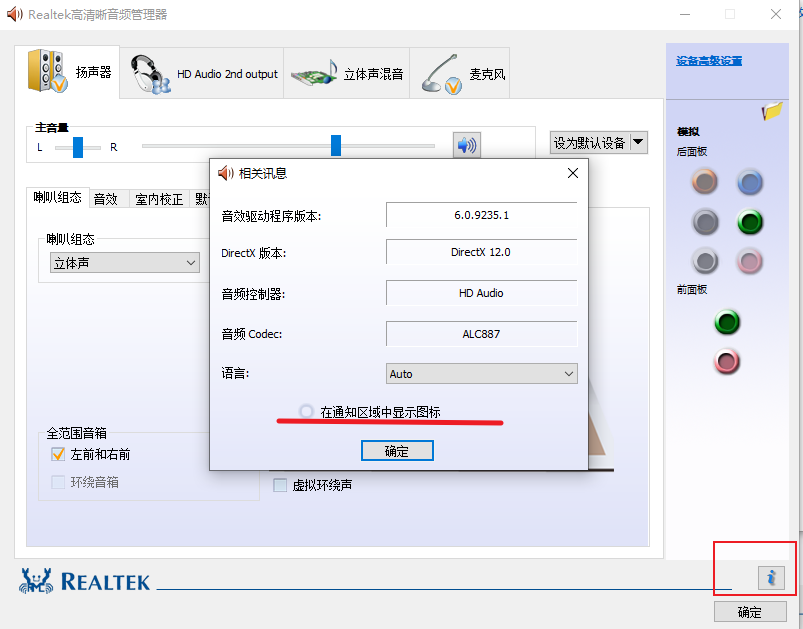 Realtek高清晰音频管理器
扬声器
HD Audio 2nd output
立体声混音
麦克风
设备高级设置
主音量
L
R
设为默认设备
模拟
后面板
喇叭组态
音效
室内校正
喇叭组态
立体声
相关讯息
音效驱动程序版本:
6.0.9235.1
DirectX 版本:
DirectX 12.0
音频控制器:
HD Audio
音频 Codec:
ALC887
语言:
Auto
在通知区域中显示图标
确定
前面板
全范围音箱
左前和右前
环绕音箱
虚拟环绕声
REALTEK
i
确定